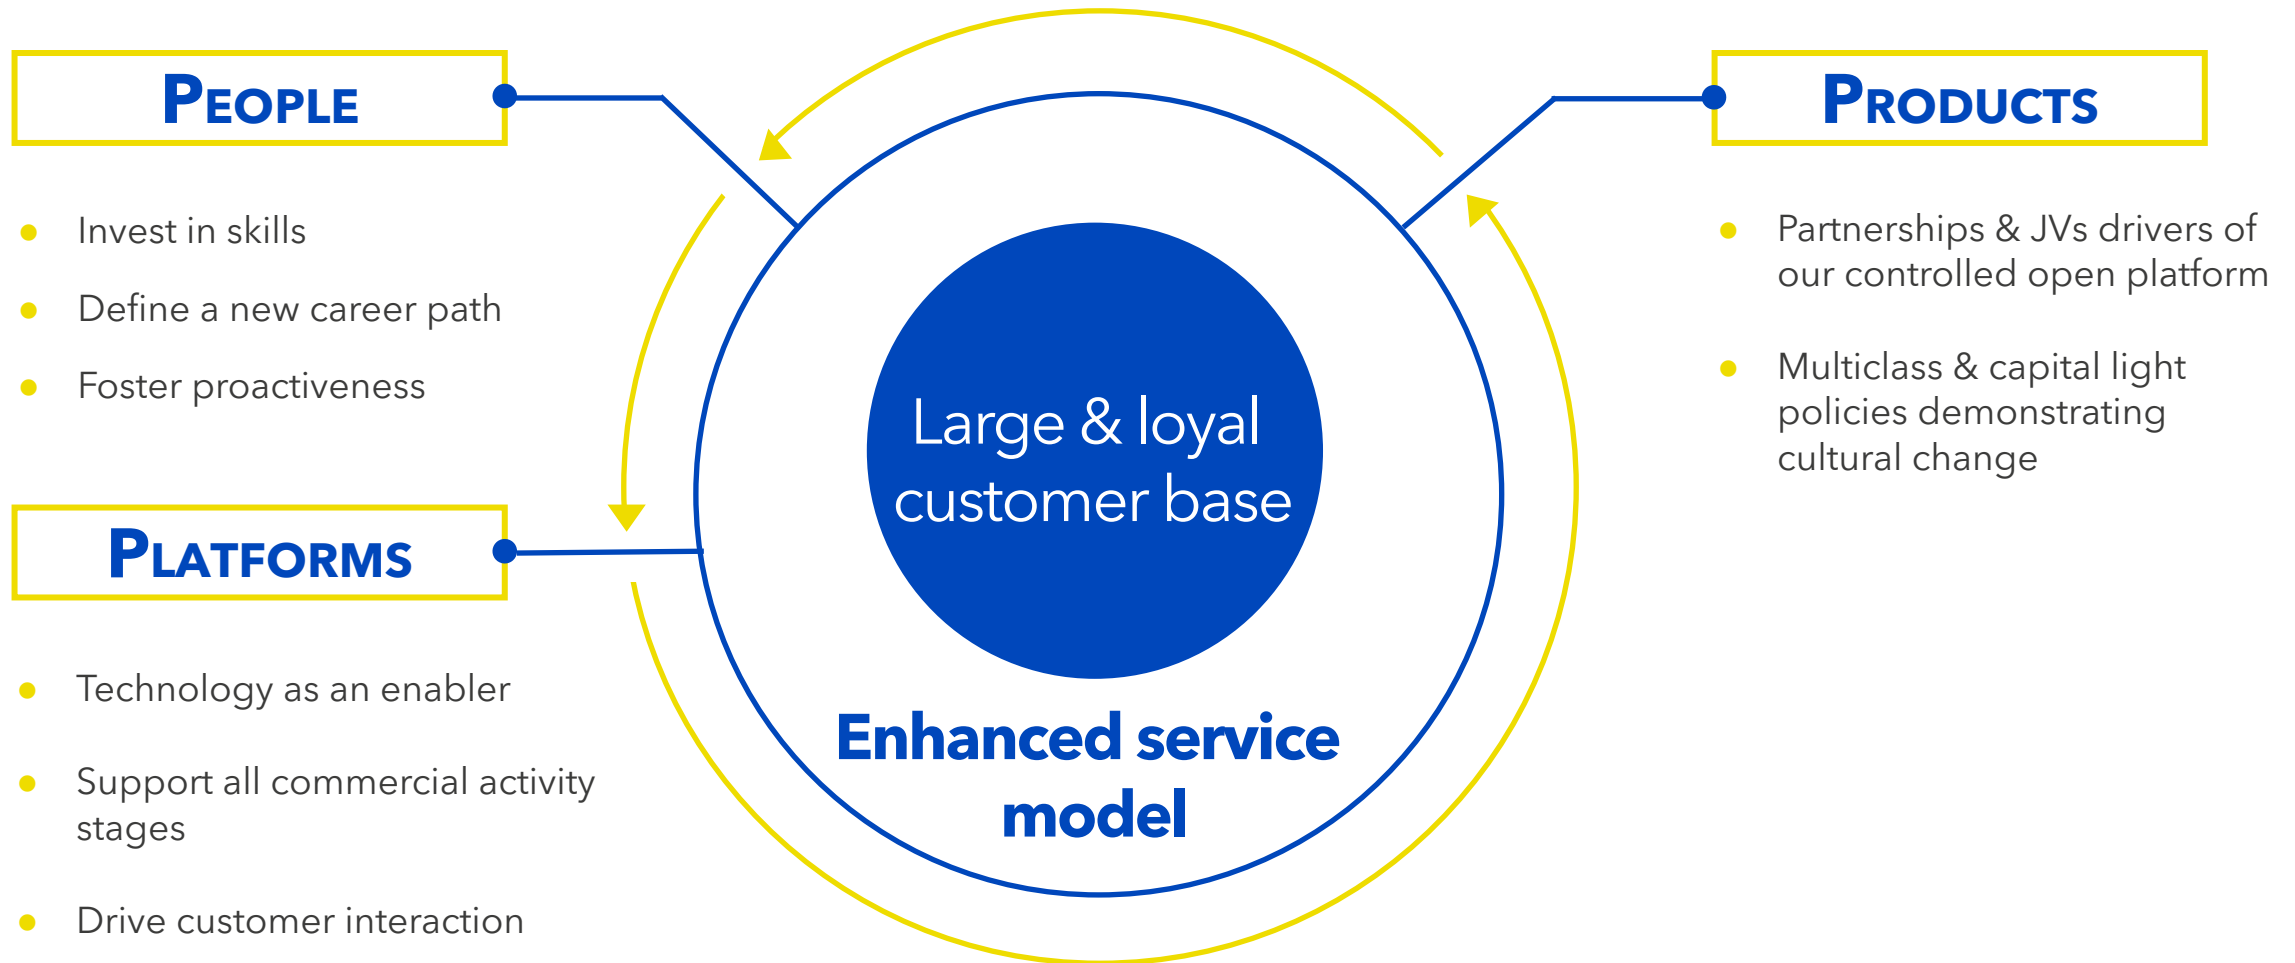 PEOPLE
Invest in skills
Define a new career path
Foster proactiveness
PLATFORMS
Technology as an enabler
Support all commercial activity
stages
Drive customer interaction
Large & loyal
customer base
Enhanced service
model
PRODUCTS
Partnerships & JVs drivers of
our controlled open platform
Multiclass & capital light
policies demonstrating
cultural change